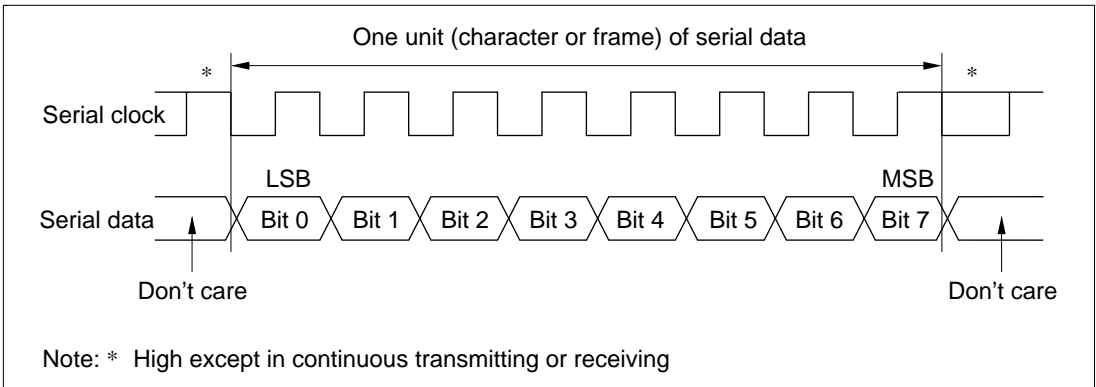 One unit (character or frame) of serial data
* *
Serial clock
LSB MSB
Serial data Bit 0 Bit 1 Bit 2 Bit 3 Bit 4 Bit 5 Bit 6 Bit 7
Don’t care Don’t care
Note: * High except in continuous transmitting or receiving